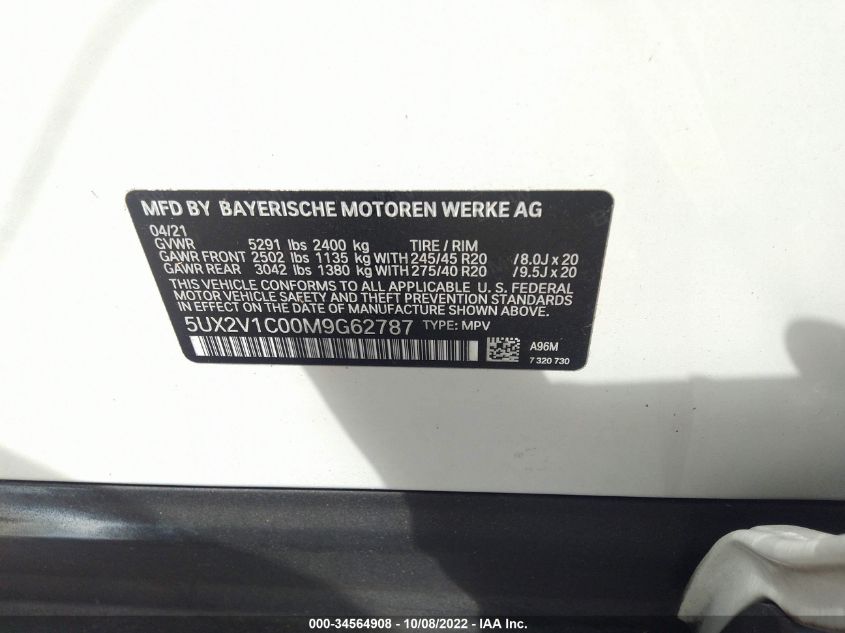 MFD BY BAYERISCHE MOTOREN WERKE AG
04/21
GVWR 5291 lbs 2400 kg TIRE / RIM
GAWR FRONT 2502 lbs 1135 kg WITH 245/45 R20 /8.0J x 20
GAWR REAR 3042 lbs 1380 kg WITH 275/40 R20 /9.5J x 20
THIS VEHICLE CONFORMS TO ALL APPLICABLE U. S. FEDERAL
MOTOR VEHICLE SAFETY AND THEFT PREVENTION STANDARDS
IN EFFECT ON THE DATE OF MANUFACTURE SHOWN ABOVE.
5UX2V1C00M9G62787 TYPE: MPV
A96M
7 320 730
000-34564908 - 10/08/2022 - IAA Inc.